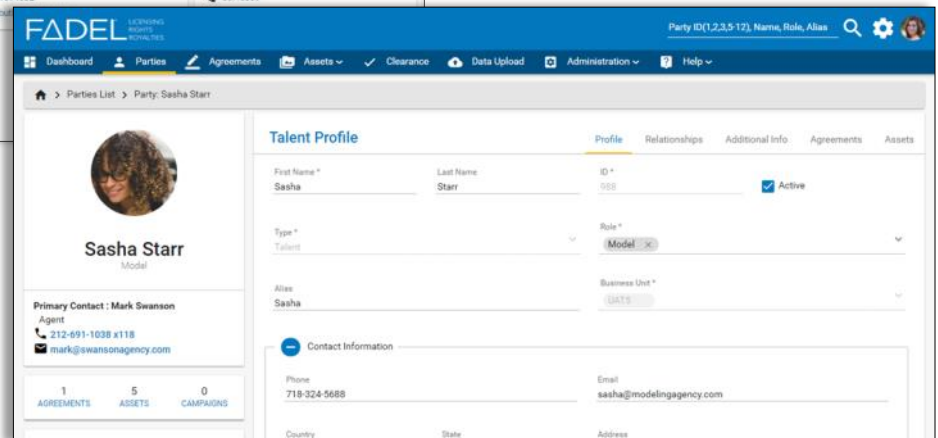 FADEL LICENSING
RIGHTS
ROYALTIES
Party ID(1,2,3,5-12), Name, Role, Alias
Dashboard Parties Agreements Assets Clearance Data Upload Administration Help
> Parties List > Party: Sasha Starr
Sasha Starr
Model
Primary Contact : Mark Swanson
Agent
212-691-1038 x118
mark@swansonagency.com
1 5 0
AGREEMENTS ASSETS CAMPAIGNS
Talent Profile Profile Relationships Additional Info Agreements Assets
First Name * Last Name ID *
Sasha Starr 988 Active
Type * Role *
Talent Model ×
Alias Business Unit *
Sasha UATS
Contact Information
Phone Email
718-324-5688 sasha@modelingagency.com
Country State Address